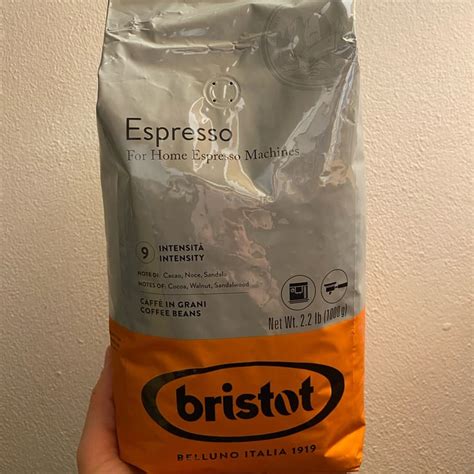 Espresso
For Home Espresso Machines
9 INTENSITÀ
INTENSITY
NOTE DI: Cacao, Noce, Sandalo
NOTES OF: Cocoa, Walnut, Sandalwood
CAFFÈ IN GRANI
COFFEE BEANS
Net Wt. 2.2 lb (1000g)
bristot
BELLUNO ITALIA 1919